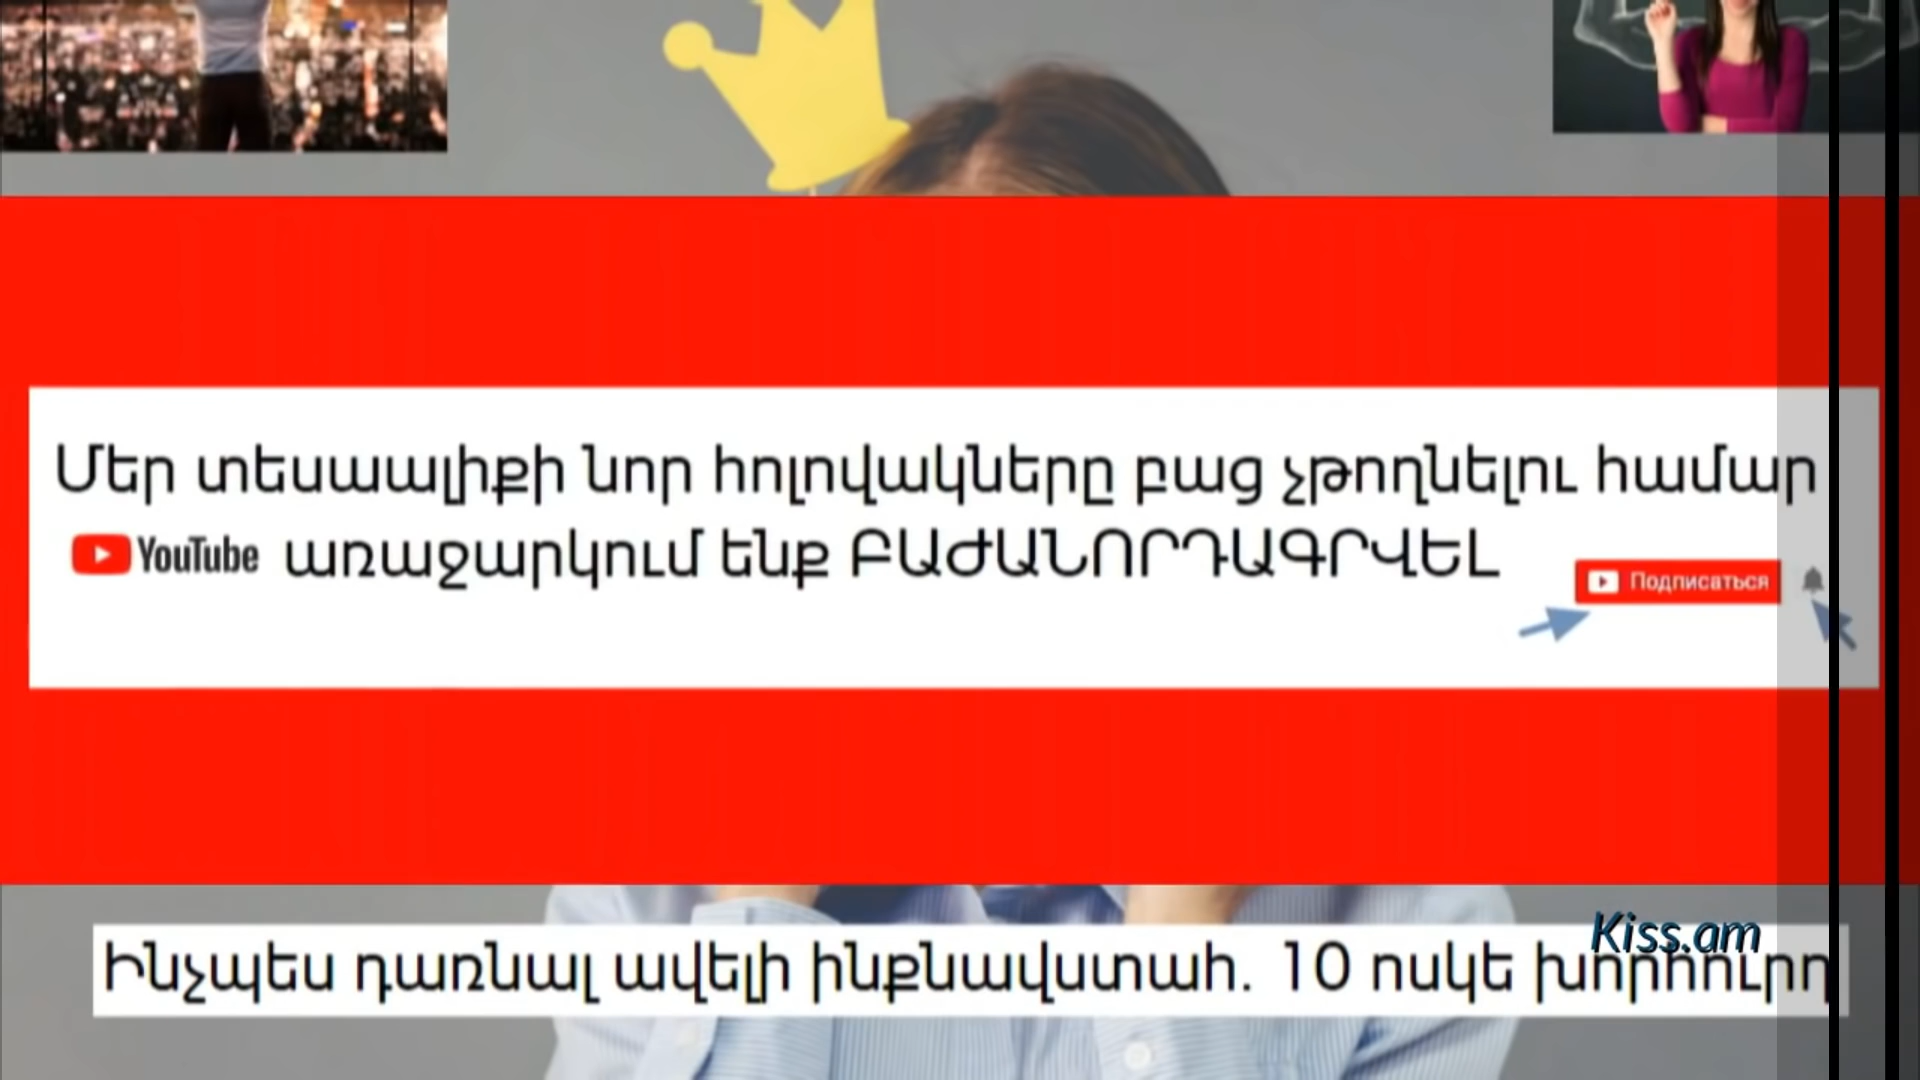 Մեր տեսաալիքի նոր հոլովակները բաց չթողնելու համար
YouTube առաջարկում ենք ԲԱԺԱՆՈՐԴԱԳՐՎԵԼ
Подписаться
Kiss.am
Ինչպես դառնալ ավելի ինքնավստահ. 10 ոսկե խորհուրդ